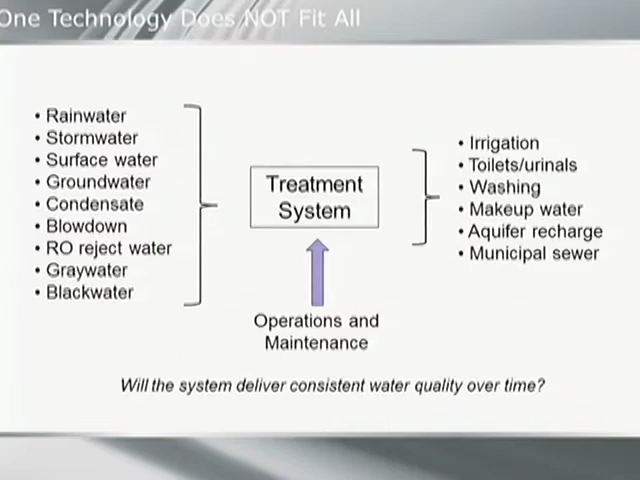 One Technology Does NOT Fit All
• Rainwater
• Stormwater
• Surface water
• Groundwater
• Condensate
• Blowdown
• RO reject water
• Graywater
• Blackwater
Treatment
System
Operations and
Maintenance
• Irrigation
• Toilets/urinals
• Washing
• Makeup water
• Aquifer recharge
• Municipal sewer
Will the system deliver consistent water quality over time?